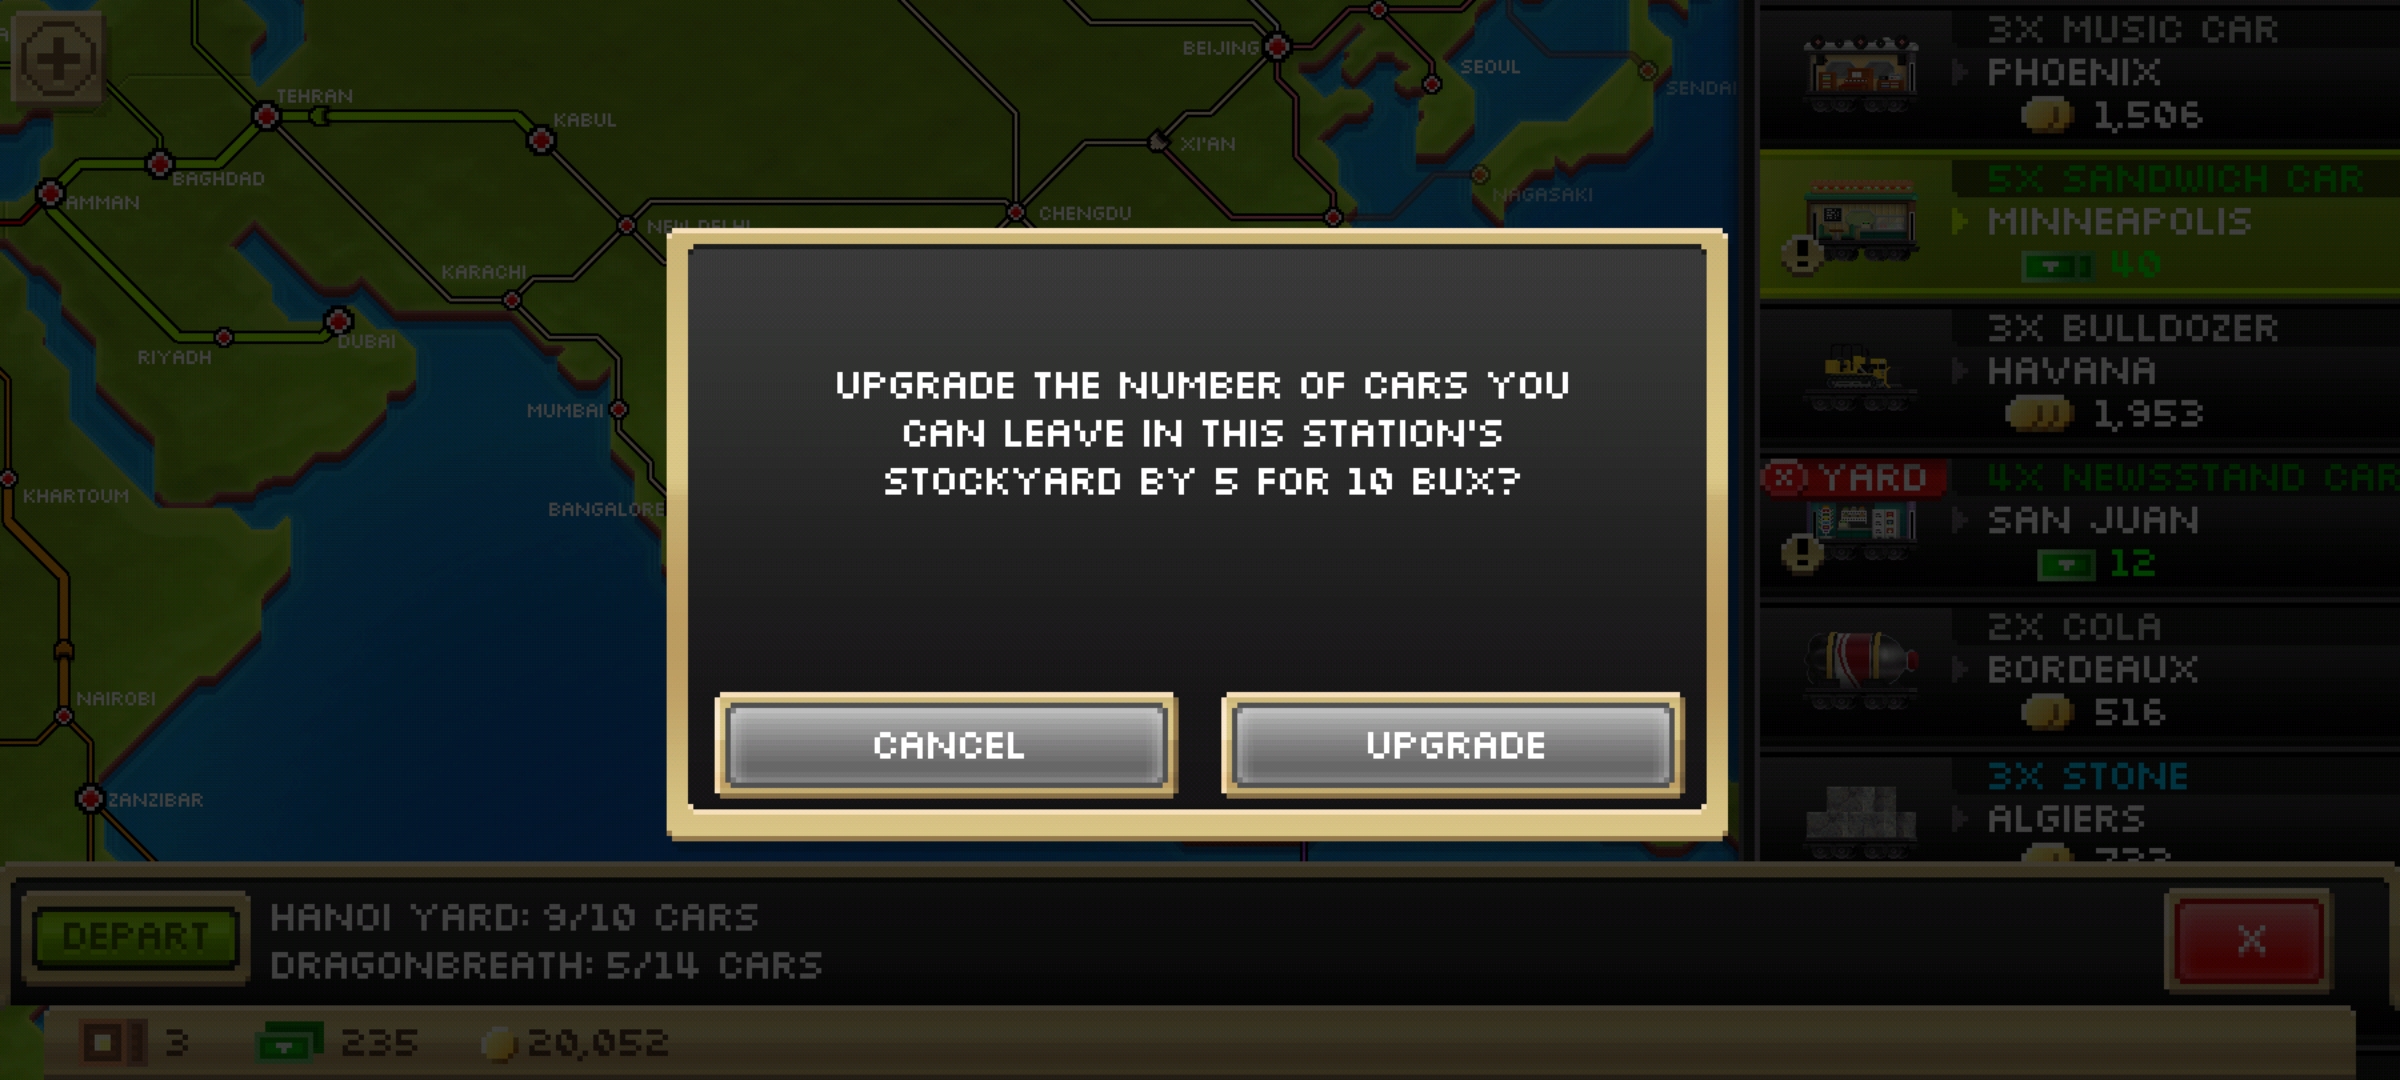 BEIJING
SEOUL
SENDAI
TEHRAN
KABUL
XI'AN
BAGHDAD
NAGASAKI
AMMAN
CHENGDU
NEW DELHI
KARACHI
RIYADH
DUBAI
MUMBAI
KHARTOUM
BANGALORE
NAIROBI
ZANZIBAR
UPGRADE THE NUMBER OF CARS YOU
CAN LEAVE IN THIS STATION'S
STOCKYARD BY 5 FOR 10 BUX?
CANCEL
UPGRADE
3X MUSIC CAR
PHOENIX
1,506
5X SANDWICH CAR
MINNEAPOLIS
40
3X BULLDOZER
HAVANA
1,953
X YARD
4X NEWSSTAND CAR
SAN JUAN
12
2X COLA
BORDEAUX
516
3X STONE
ALGIERS
DEPART
HANOI YARD: 9/10 CARS
DRAGONBREATH: 5/14 CARS
X
3
235
20,052